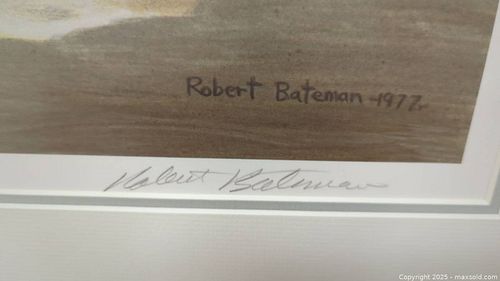 Robert Bateman -1977-
Robert Bateman
Copyright © 2025 - maxsold.com